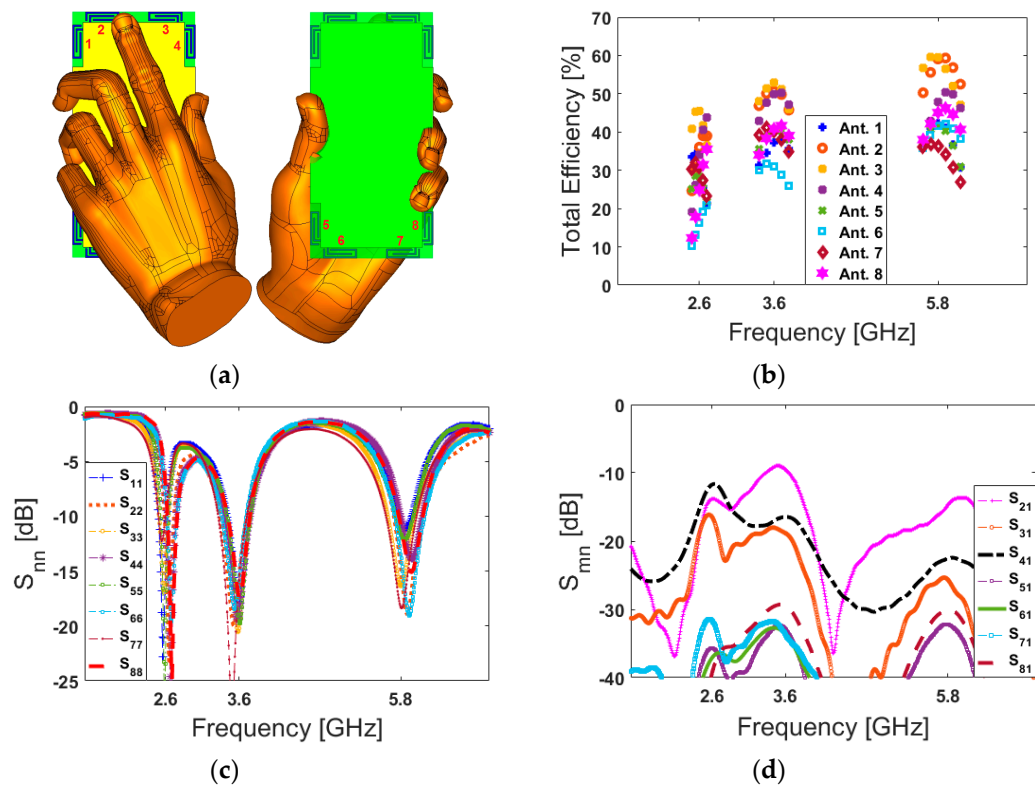 2
3
1
4
5
8
6
7
(a)
70
60
50
40
30
20
10
0
Total Efficiency [%]
Ant. 1
Ant. 2
Ant. 3
Ant. 4
Ant. 5
Ant. 6
Ant. 7
Ant. 8
2.6
3.6
5.8
Frequency [GHz]
(b)
0
-5
-10
-15
-20
-25
Snn [dB]
S11
S22
S33
S44
S55
S66
S77
S88
2.6
3.6
5.8
Frequency [GHz]
(c)
0
-10
-20
-30
-40
Smn [dB]
S21
S31
S41
S51
S61
S71
S81
2.6
3.6
5.8
Frequency [GHz]
(d)